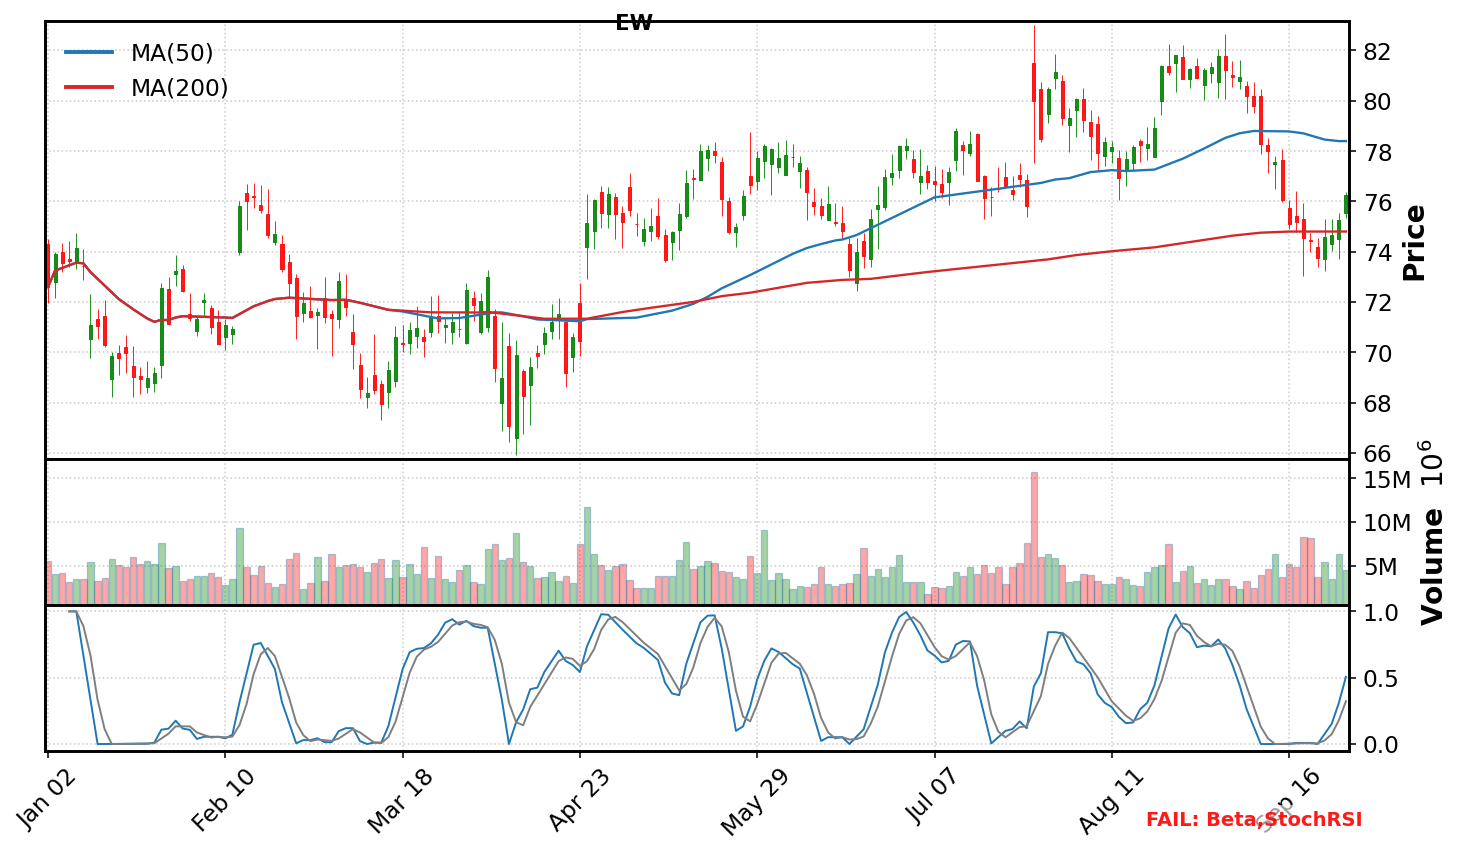 EW
MA(50)
MA(200)
82
80
78
76
74
72
70
68
66
Price
15M
10M
5M
Volume 10^6
1.0
0.5
0.0
Jan 02
Feb 10
Mar 18
Apr 23
May 29
Jul 07
Aug 11
Sep 16
FAIL: Beta,StochRSI